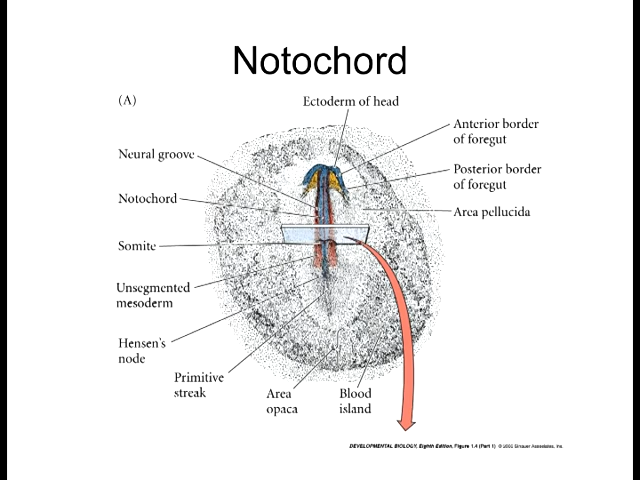 Notochord
(A)
Ectoderm of head
Anterior border
of foregut
Neural groove
Posterior border
of foregut
Notochord
Area pellucida
Somite
Unsegmented
mesoderm
Hensen's
node
Primitive
streak
Area
opaca
Blood
island
DEVELOPMENTAL BIOLOGY, Eighth Edition, Figure 1.4 (Part 1) © 2006 Sinauer Associates, Inc.